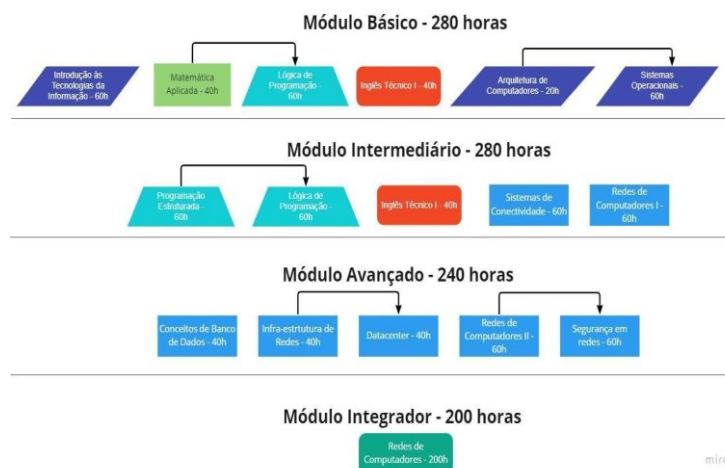 Módulo Básico - 280 horas
Introdução às
Tecnologias da
Informação - 60h
Matemática
Aplicada - 40h
Lógica de
Programação -
60h
Inglês Técnico I - 40h
Arquitetura de
Computadores - 20h
Sistemas
Operacionais -
60h
Módulo Intermediário - 280 horas
Programação
Estruturada -
60h
Lógica de
Programação -
60h
Inglês Técnico I - 40h
Sistemas de
Conectividade - 60h
Redes de
Computadores I -
60h
Módulo Avançado - 240 horas
Conceitos de Banco
de Dados - 40h
Infra-estrtutura de
Redes - 40h
Datacenter - 40h
Redes de
Computadores II -
60h
Segurança em
redes - 60h
Módulo Integrador - 200 horas
Redes de
Computadores - 200h
miro